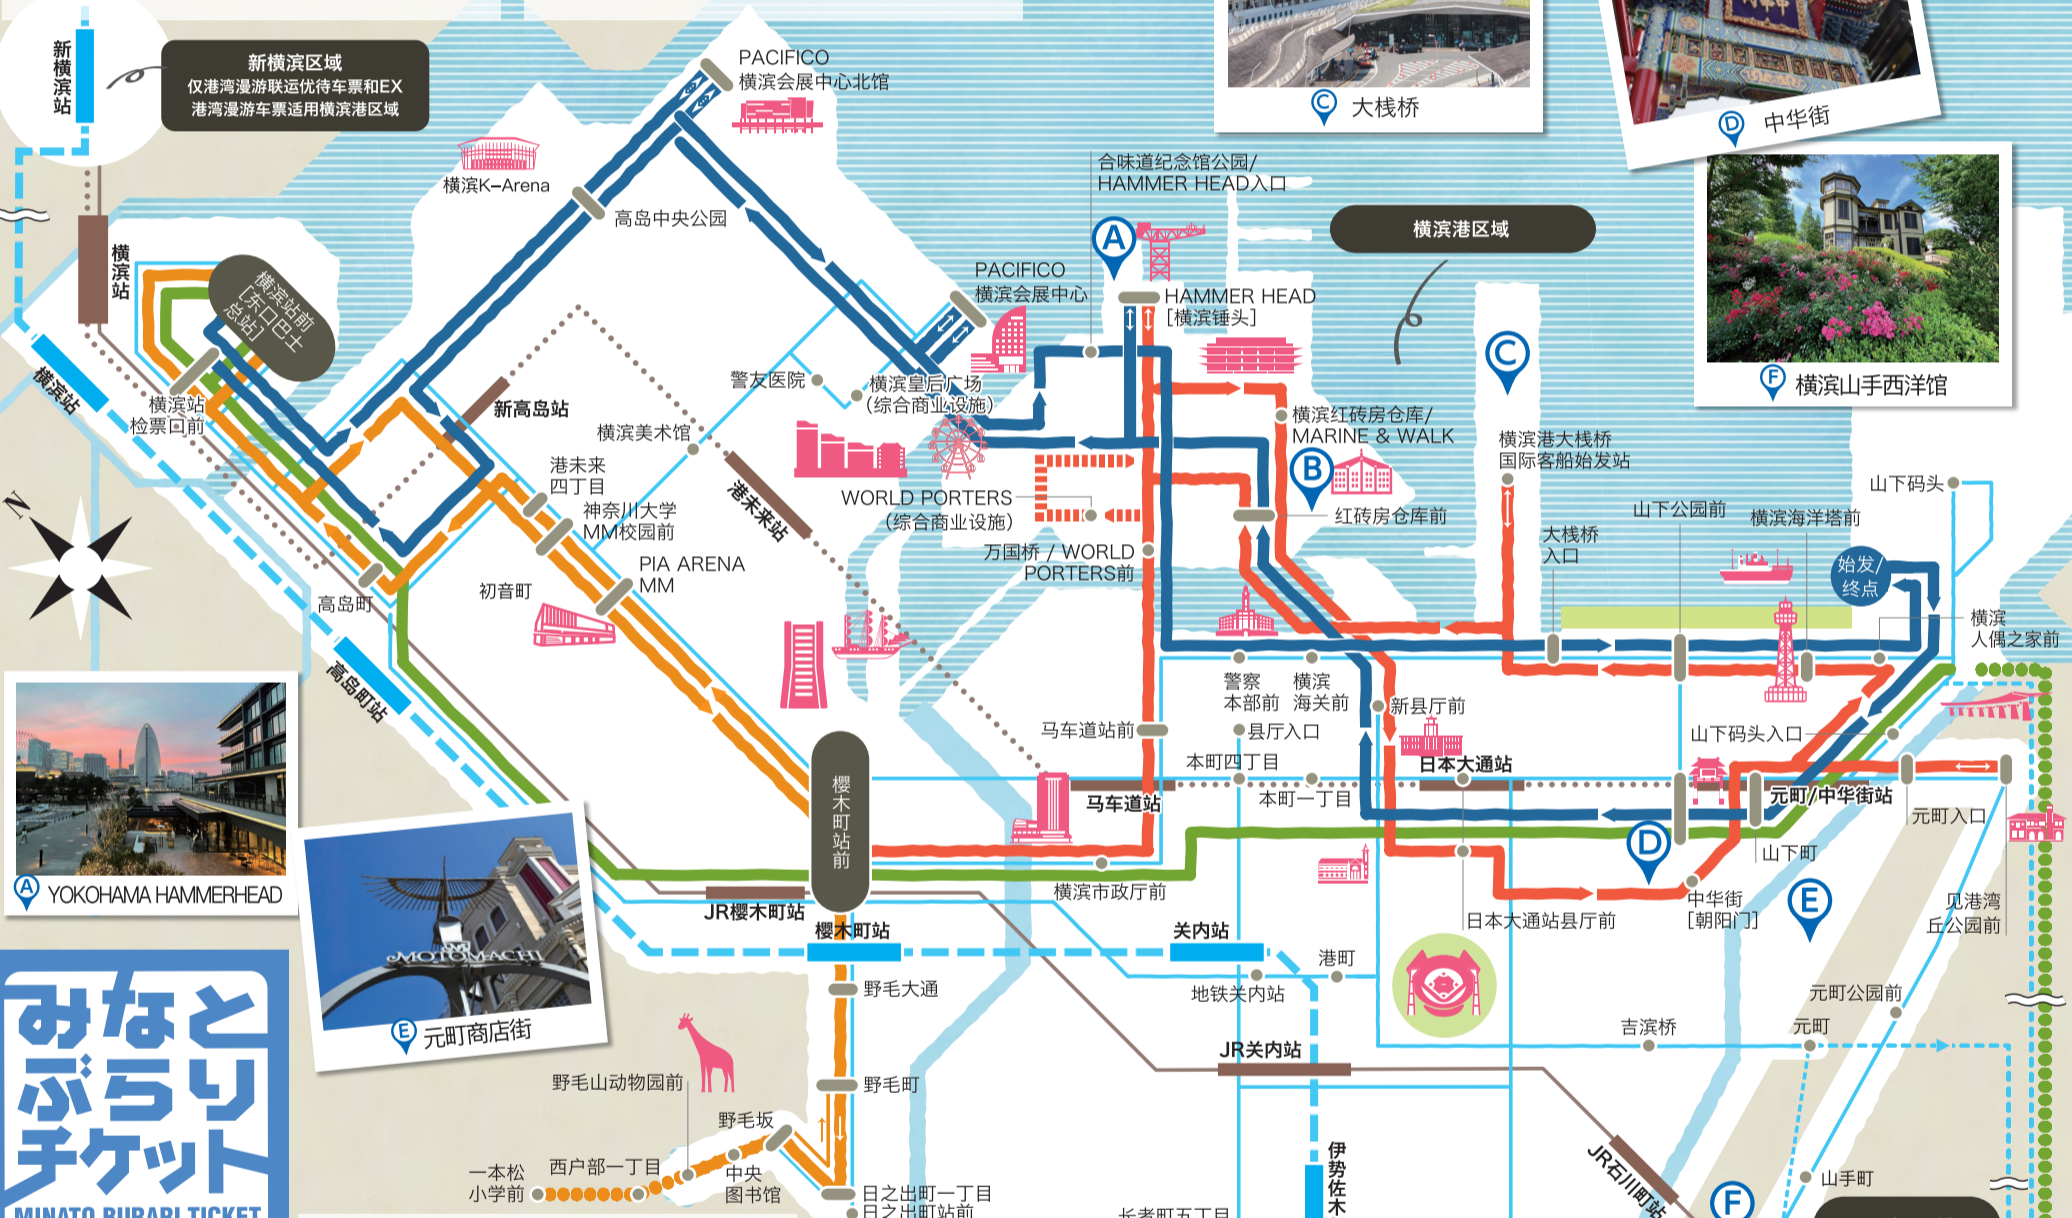 新横滨站
新横滨区域
仅港湾漫游联运优待车票和EX
港湾漫游车票适用横滨港区域
PACIFICO
横滨会展中心北馆
横滨K-Arena
高岛中央公园
C 大栈桥
中华门
D 中华街
合味道纪念馆公园/
HAMMER HEAD入口
A
横滨港区域
横滨站
横滨站前
[东口巴士
总站]
PACIFICO
横滨会展中心
HAMMER HEAD
[横滨锤头]
F 横滨山手西洋馆
横滨站
横滨站
检票口前
新高岛站
警友医院
横滨皇后广场
(综合商业设施)
横滨美术馆
C
横滨红砖房仓库/
MARINE & WALK
横滨港大栈桥
国际客船始发站
B
港未来
四丁目
港未来站
神奈川大学
MM校园前
WORLD PORTERS
(综合商业设施)
红砖房仓库前
山下码头
山下公园前
横滨海洋塔前
大栈桥
入口
万国桥 / WORLD
PORTERS前
PIA ARENA
MM
始发/
终点
N
高岛町
初音町
横滨
人偶之家前
高岛町站
警察
本部前
横滨
海关前
新县厅前
马车道站前
县厅入口
山下码头入口
本町四丁目
日本大通站
马车道站
本町一丁目
元町/中华街站
元町入口
樱木町站前
D
山下町
横滨市政厅前
中华街
[朝阳门]
E
见港湾
丘公园前
日本大通站县厅前
A YOKOHAMA HAMMERHEAD
JR樱木町站
樱木町站
关内站
港町
地铁关内站
MOTOMACHI
E 元町商店街
野毛大通
元町公园前
吉滨桥
元町
JR关内站
みなと
ぶらり
チケット
MINATO BURARI TICKET
野毛山动物园前
野毛町
野毛坂
一本松
小学前
西户部一丁目
中央
图书馆
日之出町一丁目
日之出町站前
长者町五丁目
伊势佐木
JR石川町站
山手町
F